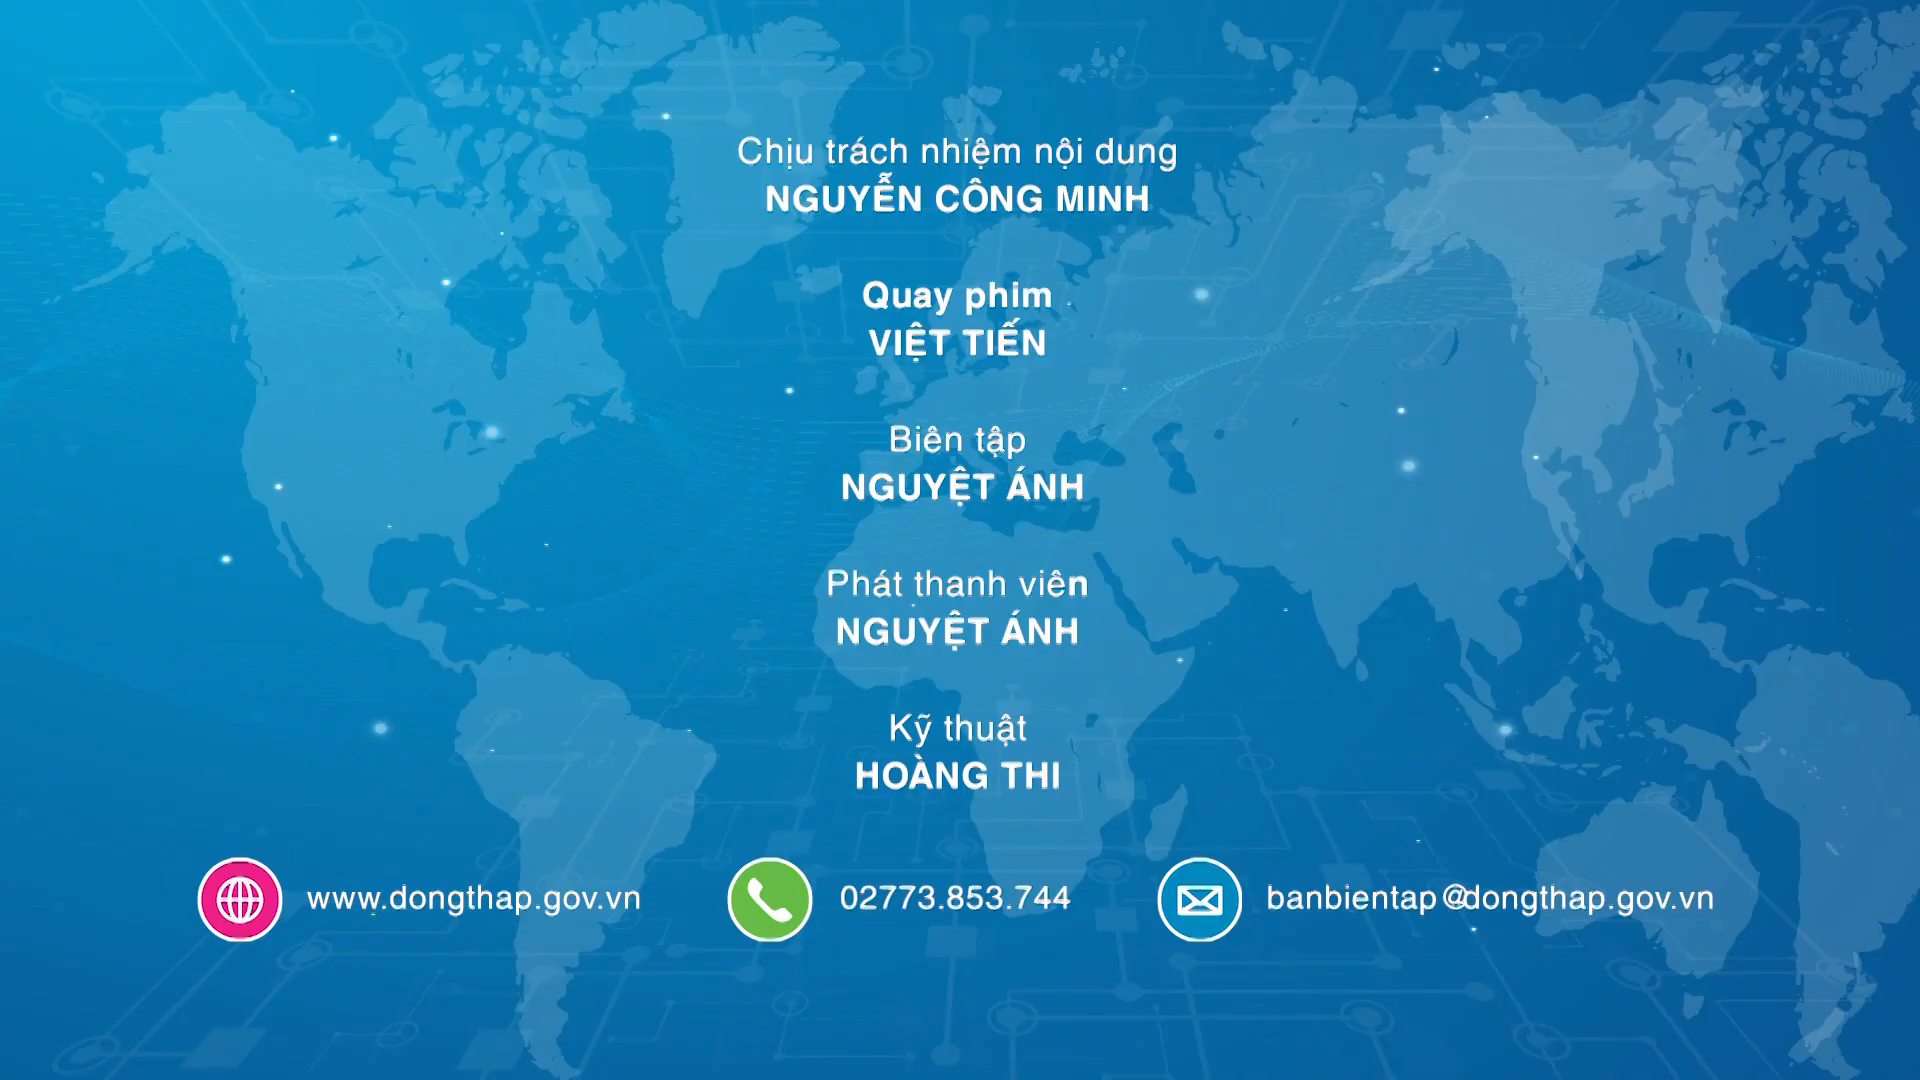 Chịu trách nhiệm nội dung
NGUYỄN CÔNG MINH
Quay phim
VIỆT TIẾN
Biên tập
NGUYỆT ÁNH
Phát thanh viên
NGUYỆT ÁNH
Kỹ thuật
HOÀNG THI
www.dongthap.gov.vn
02773.853.744
banbientap@dongthap.gov.vn